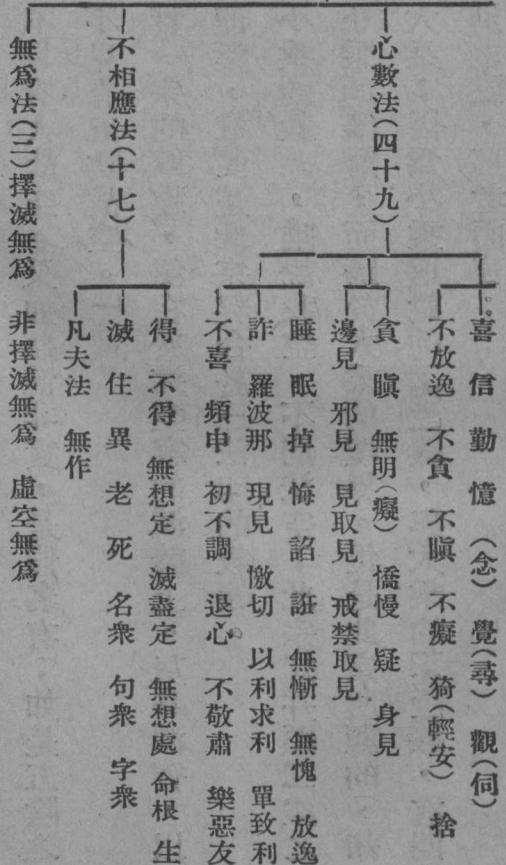 心數法(四十九)
喜 信 勤 憶(念) 覺(尋) 觀(伺)
不放逸 不貪 不瞋 不癡 猗(輕安) 捨
貪 瞋 無明(癡) 憍慢 疑 身見
邊見 邪見 見取見 戒禁取見
睡 眠 掉 悔 諂 誑 無慚 無愧 放逸
詐 羅波那 現見 憿切 以利求利 單致利
不喜 頻申 初不調 退心 不敬肅 樂惡友
不相應法(十七)
得 不得 無想定 滅盡定 無想處 命根 生
滅 住 異 老 死 名衆 句衆 字衆
凡夫法 無作
無爲法(三)擇滅無爲 非擇滅無爲 虛空無爲